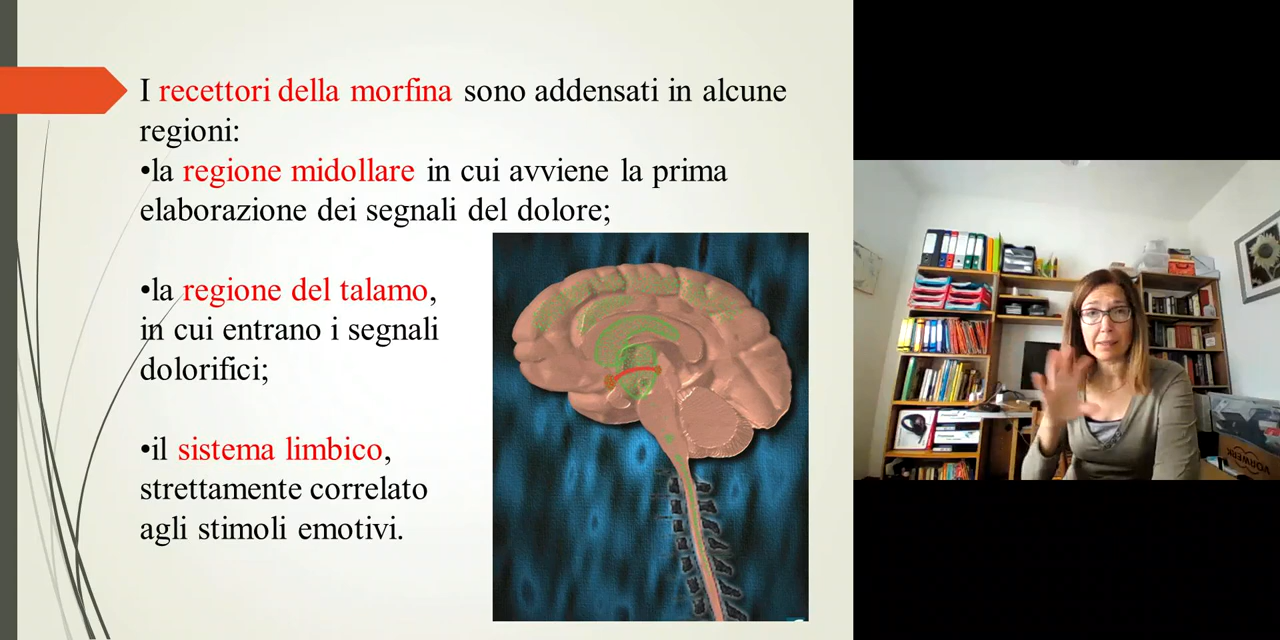 I recettori della morfina sono addensati in alcune
regioni:
•la regione midollare in cui avviene la prima
elaborazione dei segnali del dolore;
•la regione del talamo,
in cui entrano i segnali
dolorifici;
•il sistema limbico,
strettamente correlato
agli stimoli emotivi.
VORWERK